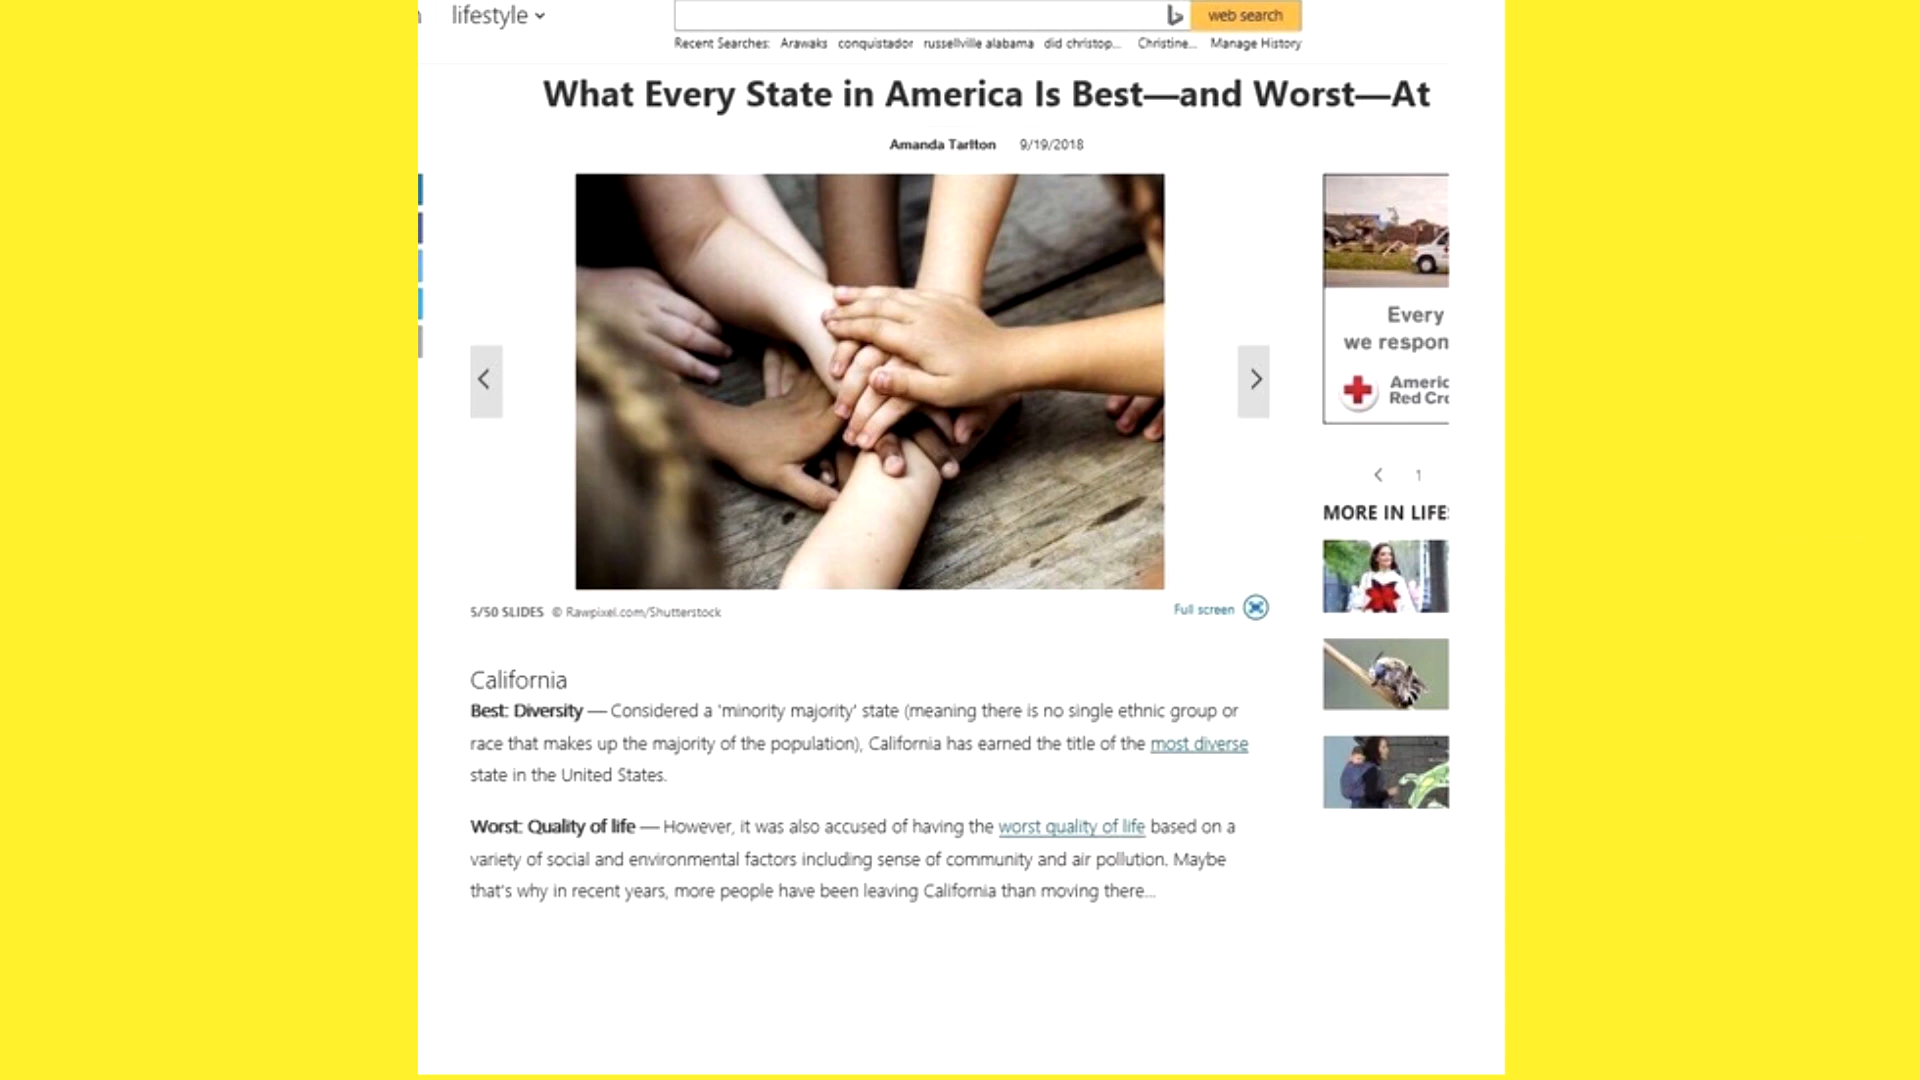 lifestyle
web search
Recent Searches: Arawaks conquistador russellville alabama did christop... Christine... Manage History
What Every State in America Is Best—and Worst—At
Amanda Tarlton 9/19/2018
Every
we respon
Americ
Red Cro
1
MORE IN LIFES
5/50 SLIDES © Rawpixel.com/Shutterstock
Full screen
California
Best: Diversity — Considered a 'minority majority' state (meaning there is no single ethnic group or
race that makes up the majority of the population), California has earned the title of the most diverse
state in the United States.
Worst: Quality of life — However, it was also accused of having the worst quality of life based on a
variety of social and environmental factors including sense of community and air pollution. Maybe
that's why in recent years, more people have been leaving California than moving there...